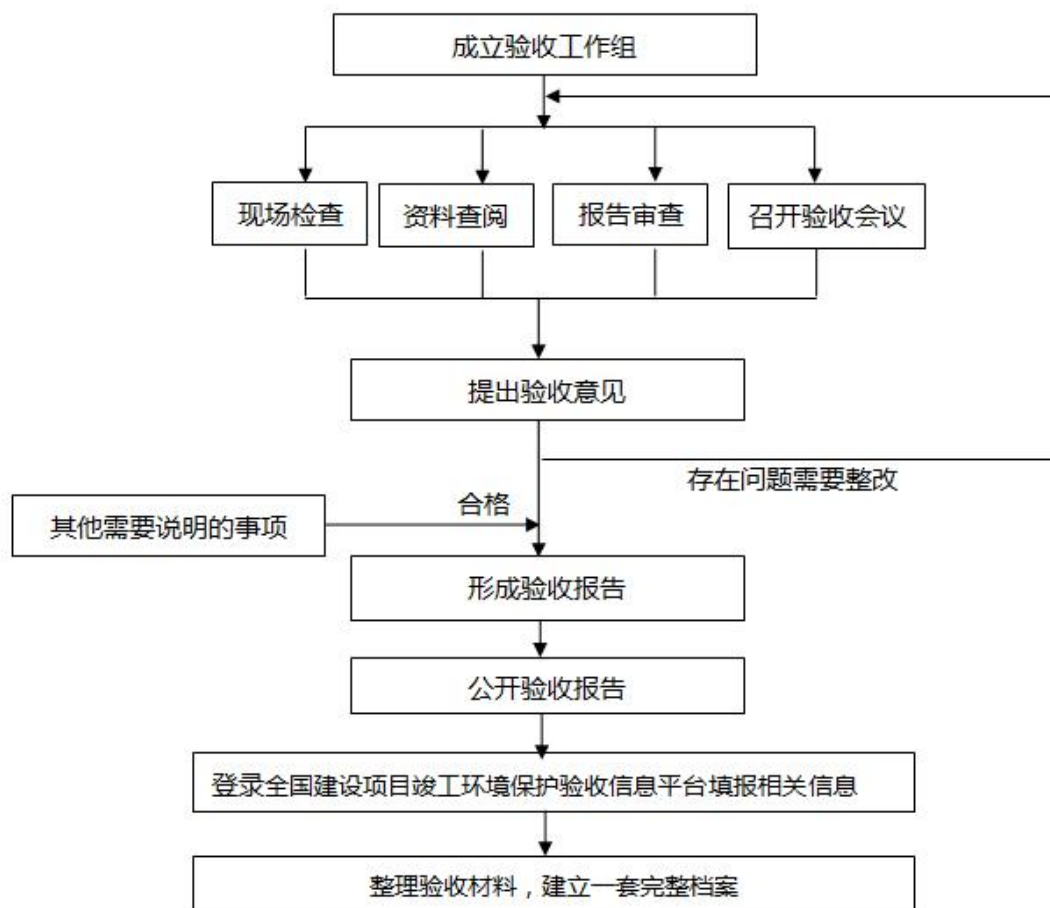 成立验收工作组
现场检查
资料查阅
报告审查
召开验收会议
提出验收意见
存在问题需要整改
合格
其他需要说明的事项
形成验收报告
公开验收报告
登录全国建设项目竣工环境保护验收信息平台填报相关信息
整理验收材料，建立一套完整档案